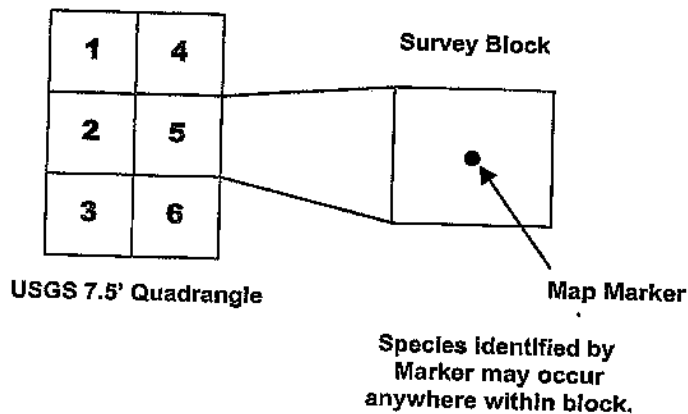 1 4
2 5
3 6
USGS 7.5' Quadrangle
Survey Block
Map Marker
Species identified by
Marker may occur
anywhere within block.